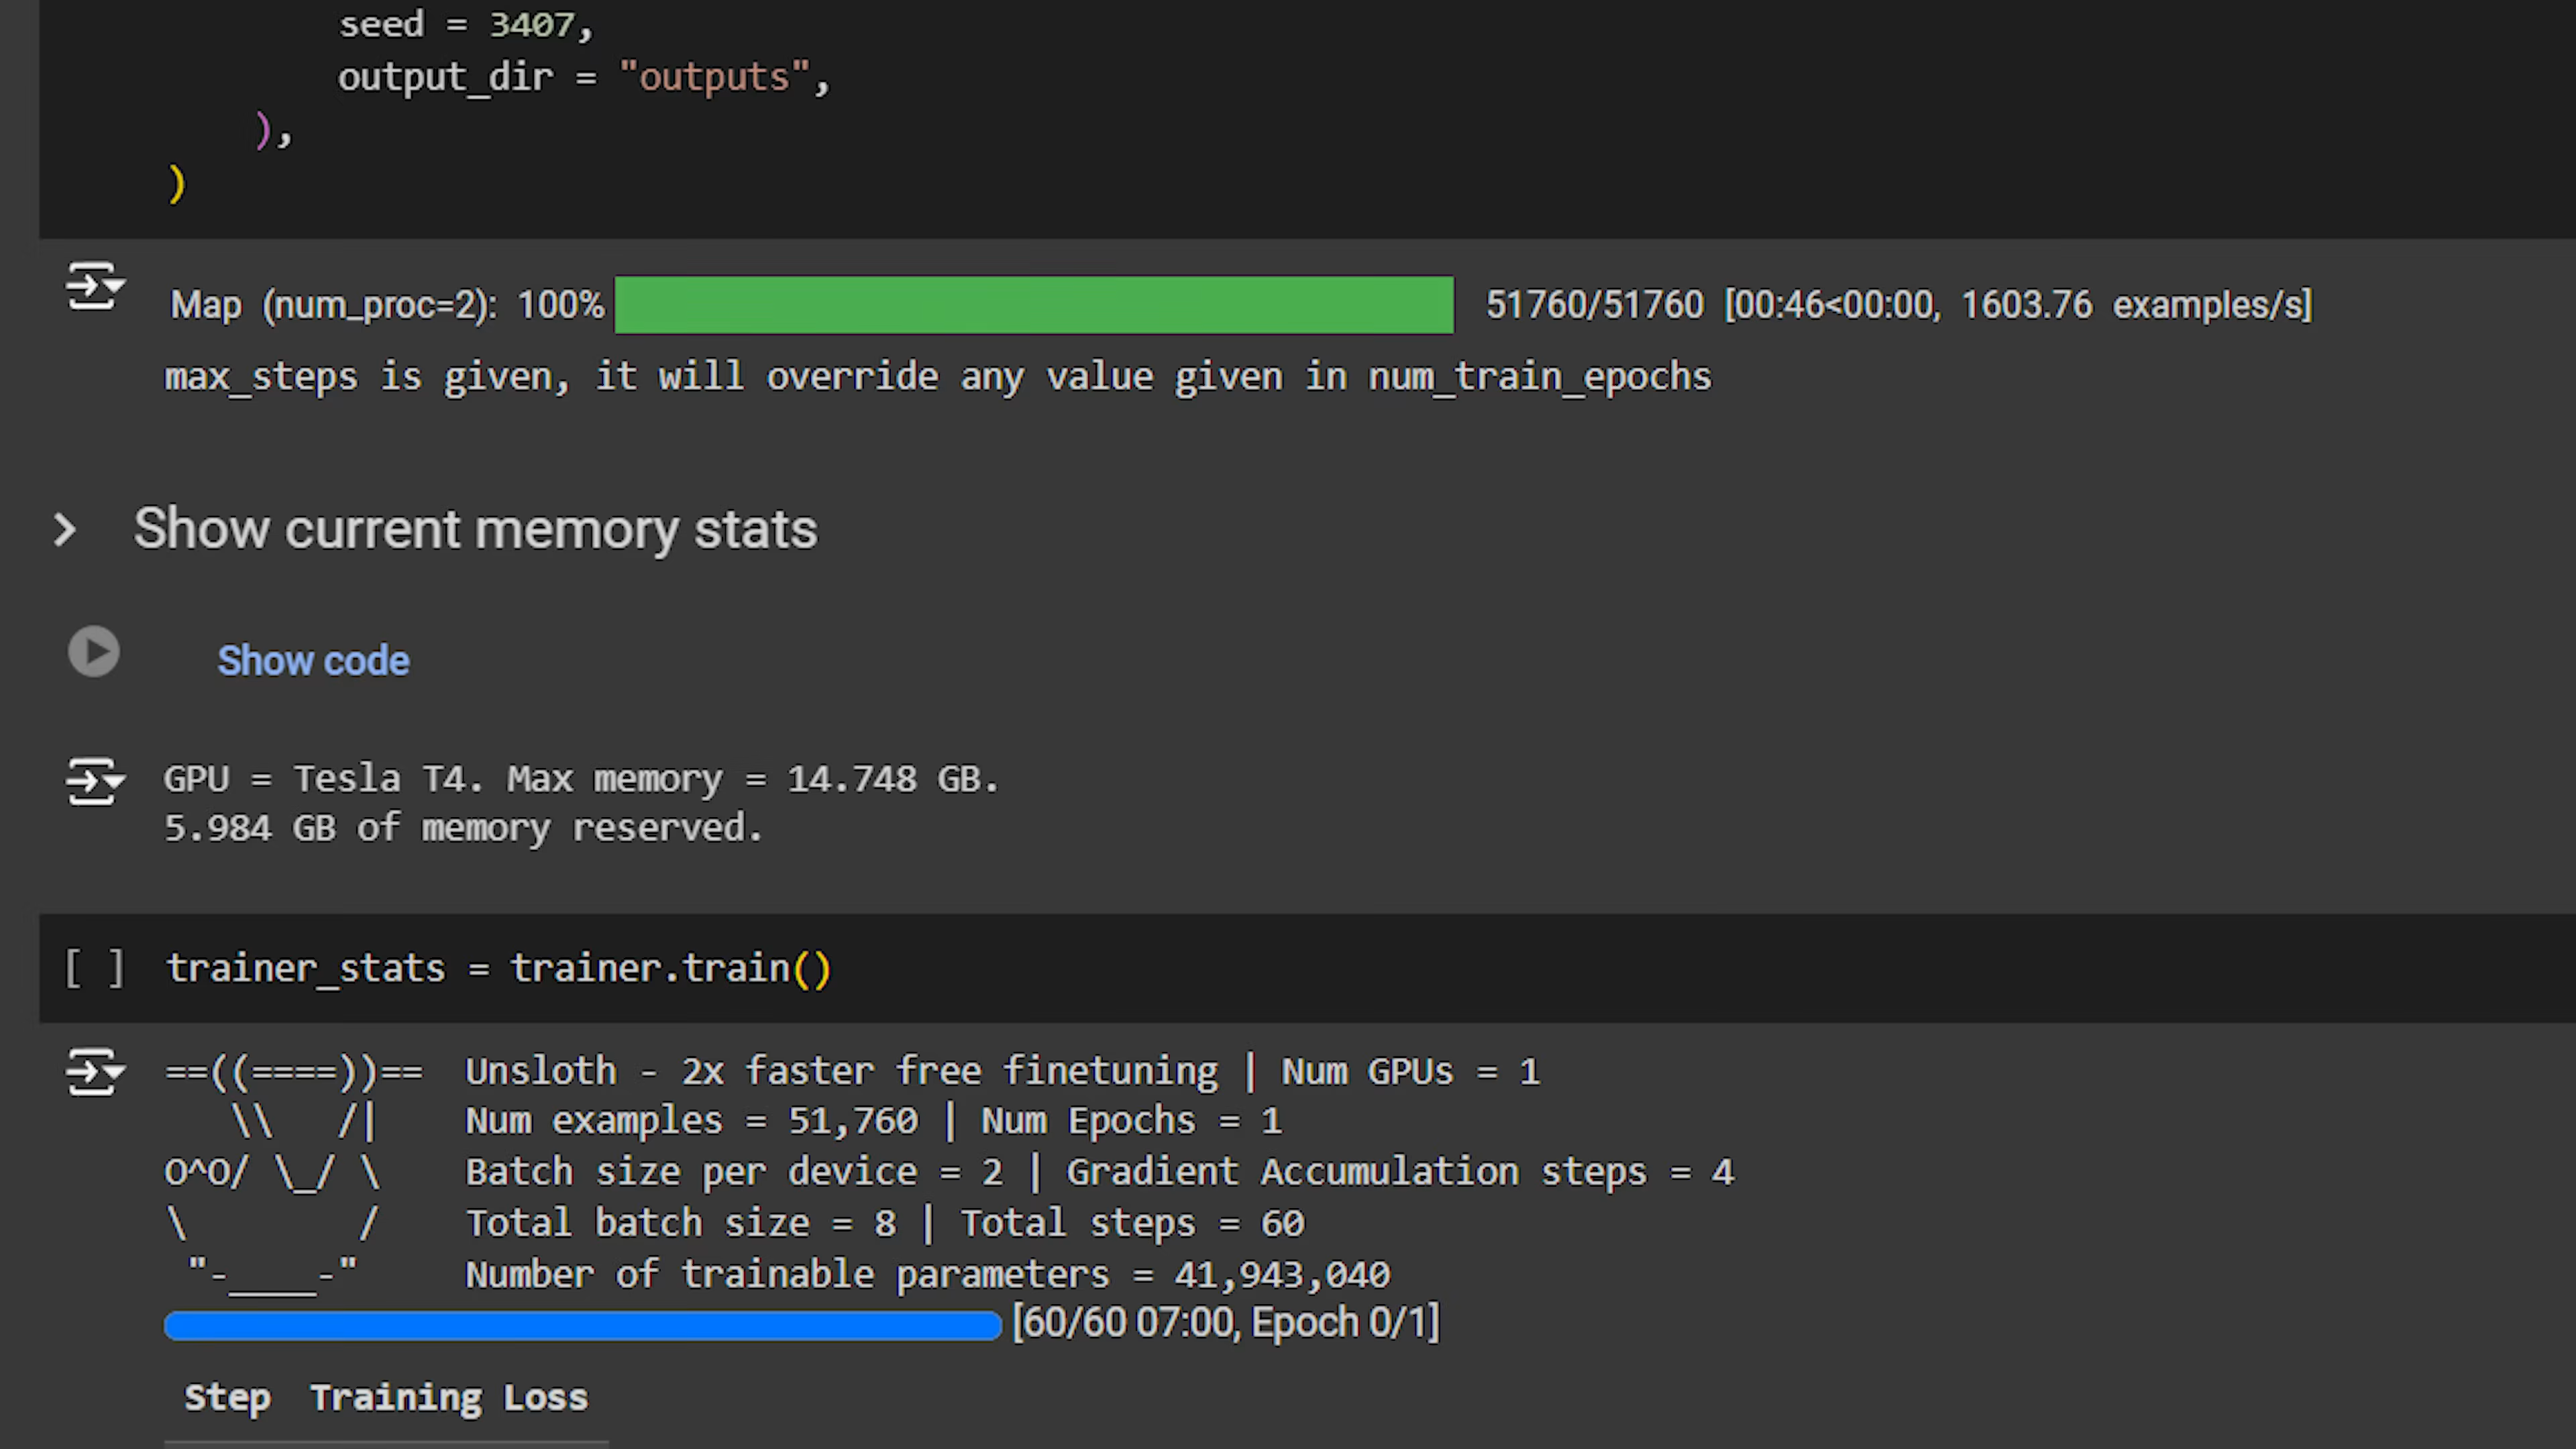 seed = 3407,
output_dir = "outputs",
),
)
Map (num_proc=2): 100% 51760/51760 [00:46<00:00, 1603.76 examples/s]
max_steps is given, it will override any value given in num_train_epochs
Show current memory stats
Show code
GPU = Tesla T4. Max memory = 14.748 GB.
5.984 GB of memory reserved.
[ ] trainer_stats = trainer.train()
==((====))== Unsloth - 2x faster free finetuning | Num GPUs = 1
\\ /| Num examples = 51,760 | Num Epochs = 1
O^O/ \_/ \ Batch size per device = 2 | Gradient Accumulation steps = 4
\ / Total batch size = 8 | Total steps = 60
"-____-" Number of trainable parameters = 41,943,040
[60/60 07:00, Epoch 0/1]
Step Training Loss